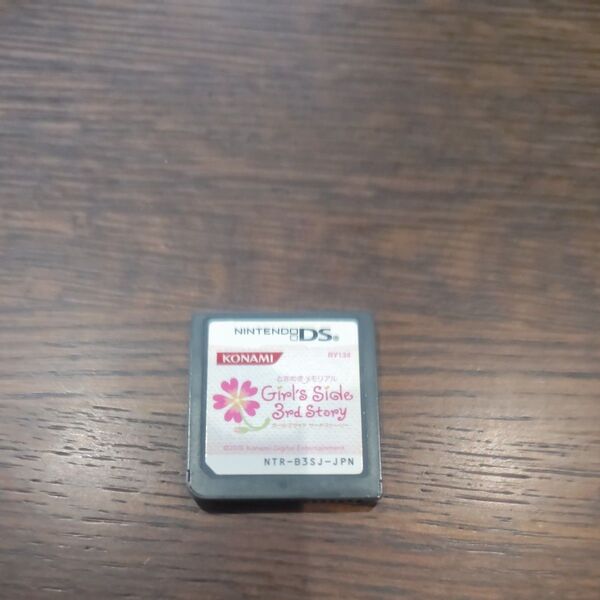 NINTENDO DS
KONAMI
RY134
ときめきメモリアル
Girl's Side
3rd Story
ガールズサイド サードストーリー
©2010 Konami Digital Entertainment
NTR-B3SJ-JPN